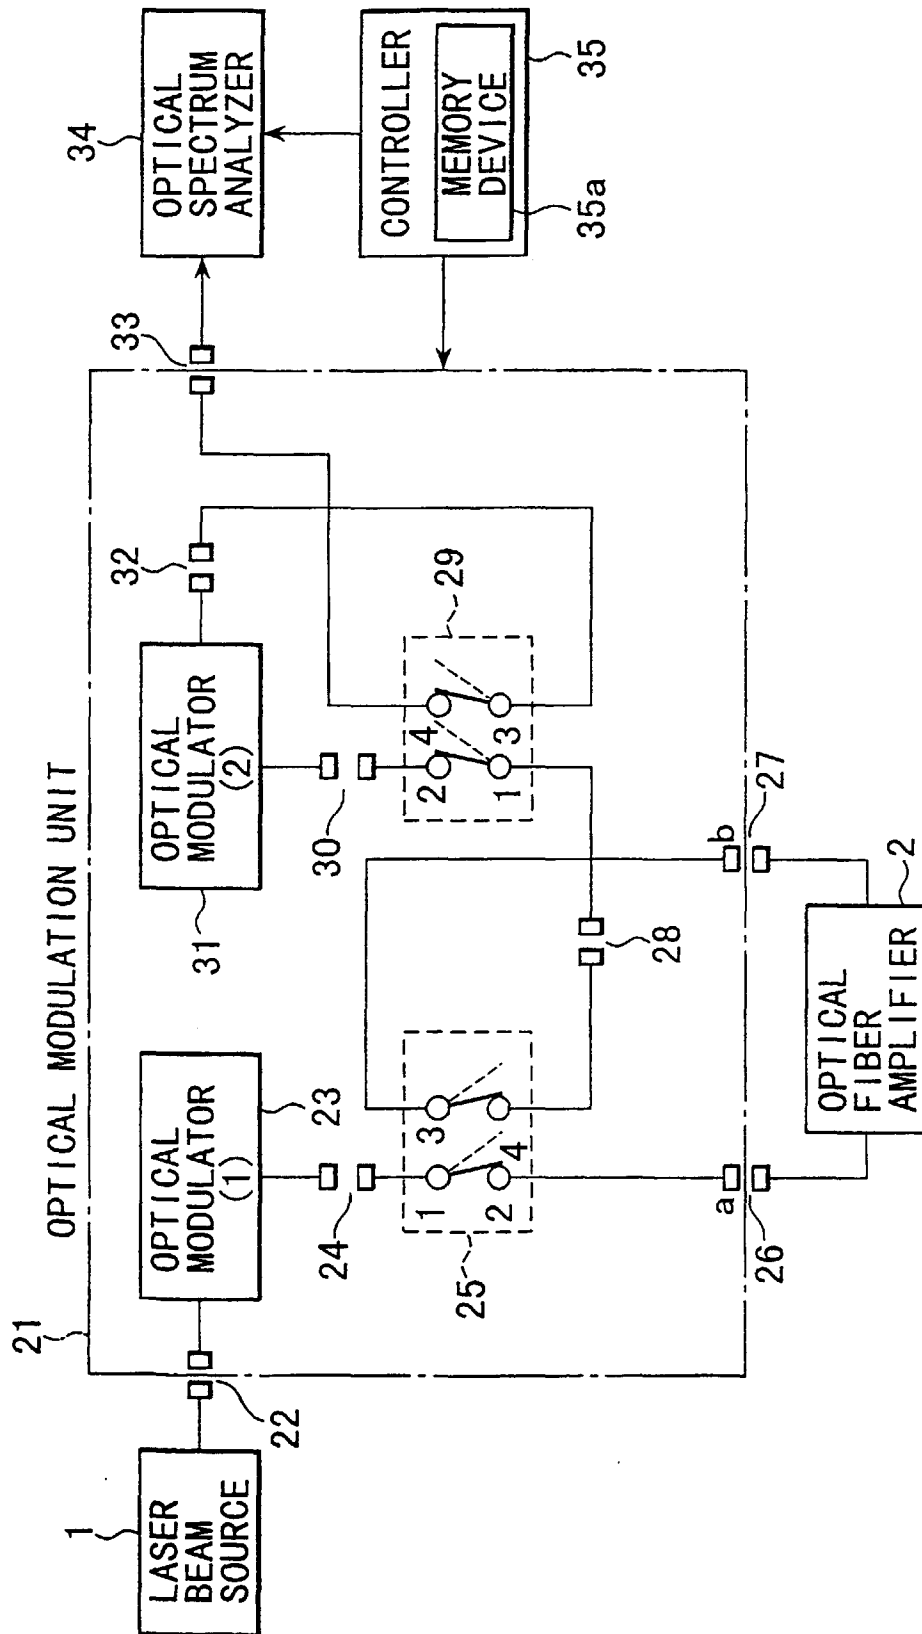 OPTICAL MODULATION UNIT
21
1
LASER
BEAM
SOURCE
22
OPTICAL
MODULATOR
(1)
23
24
1
3
2
4
25
a
26
OPTICAL
FIBER
AMPLIFIER
2
b
27
28
OPTICAL
MODULATOR
(2)
31
30
32
2
4
1
3
29
33
34
OPTICAL
SPECTRUM
ANALYZER
CONTROLLER
MEMORY
DEVICE
35a
35